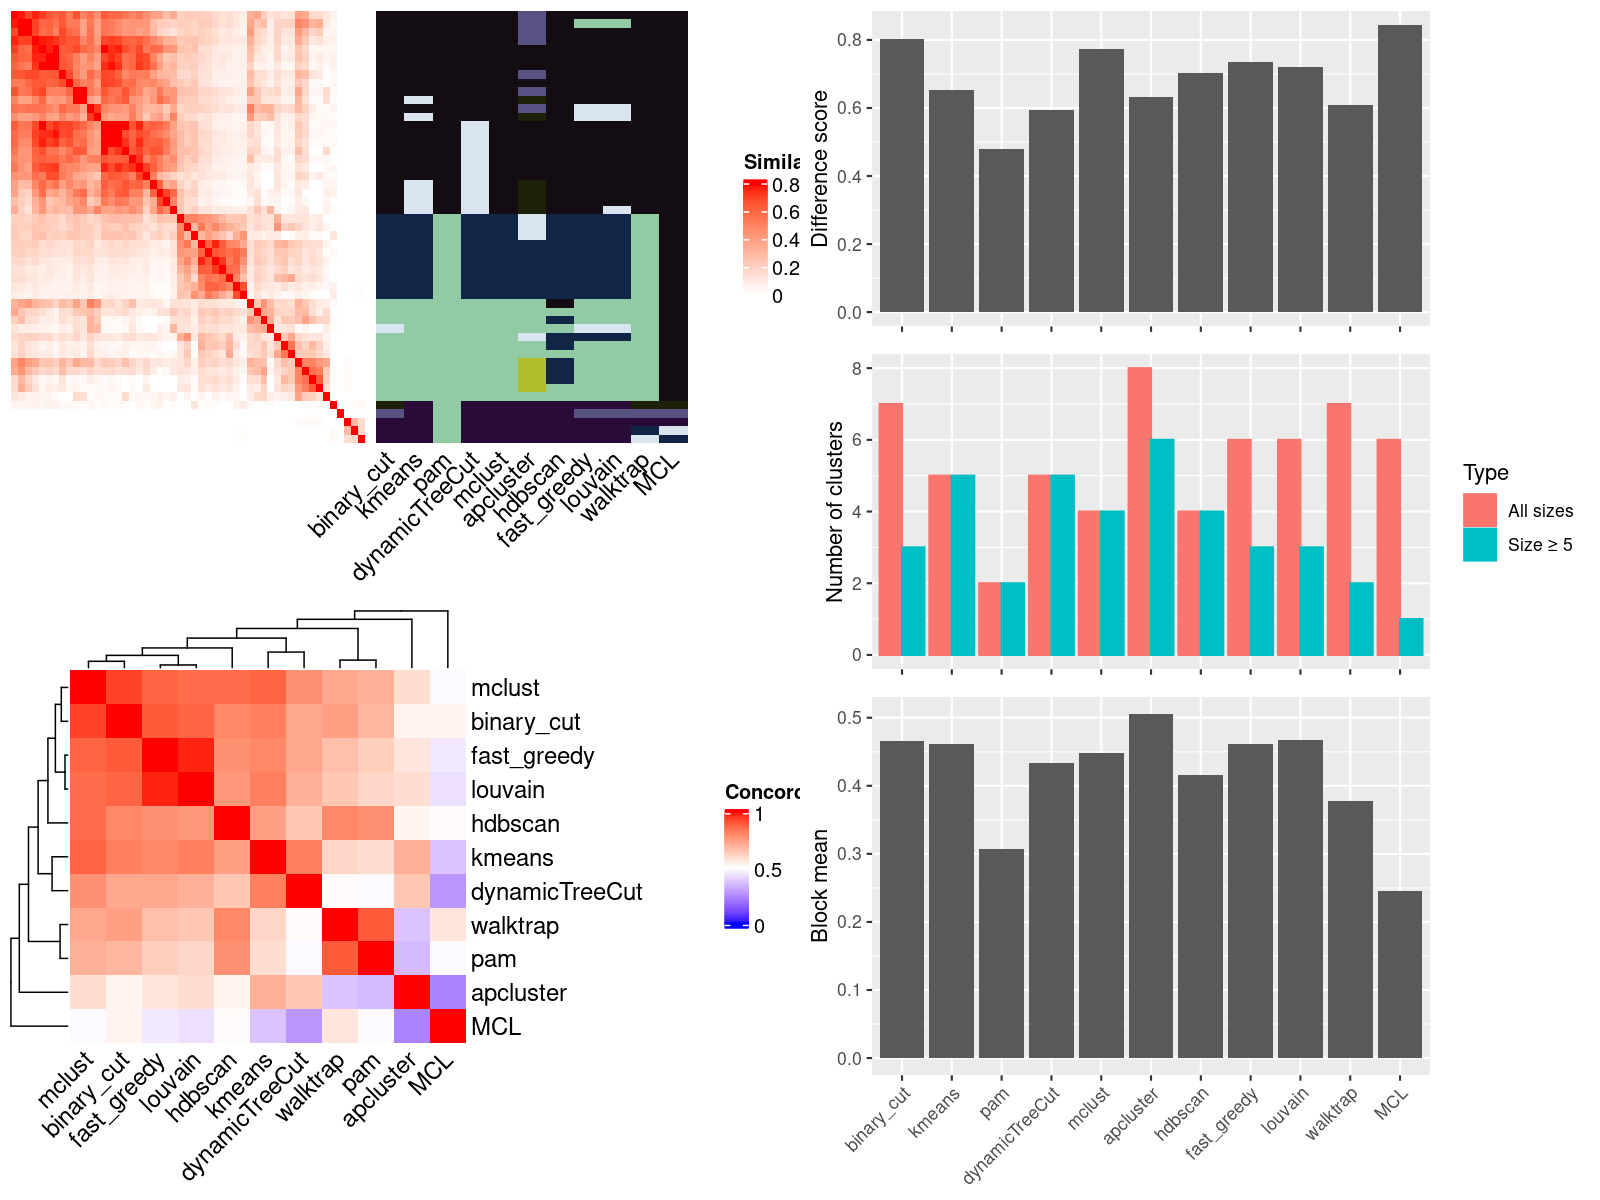 Simila
0.8
0.6
0.4
0.2
0
binary_cut
kmeans
pam
dynamicTreeCut
mclust
apcluster
hdbscan
fast_greedy
louvain
walktrap
MCL
mclust
binary_cut
fast_greedy
louvain
hdbscan
kmeans
dynamicTreeCut
walktrap
pam
apcluster
MCL
mclust
binary_cut
fast_greedy
louvain
hdbscan
kmeans
dynamicTreeCut
walktrap
pam
apcluster
MCL
Concord
1
0.5
0
Difference score
0.8
0.6
0.4
0.2
0.0
Number of clusters
8
6
4
2
0
Type
All sizes
Size ≥ 5
Block mean
0.5
0.4
0.3
0.2
0.1
0.0
binary_cut
kmeans
pam
dynamicTreeCut
mclust
apcluster
hdbscan
fast_greedy
louvain
walktrap
MCL